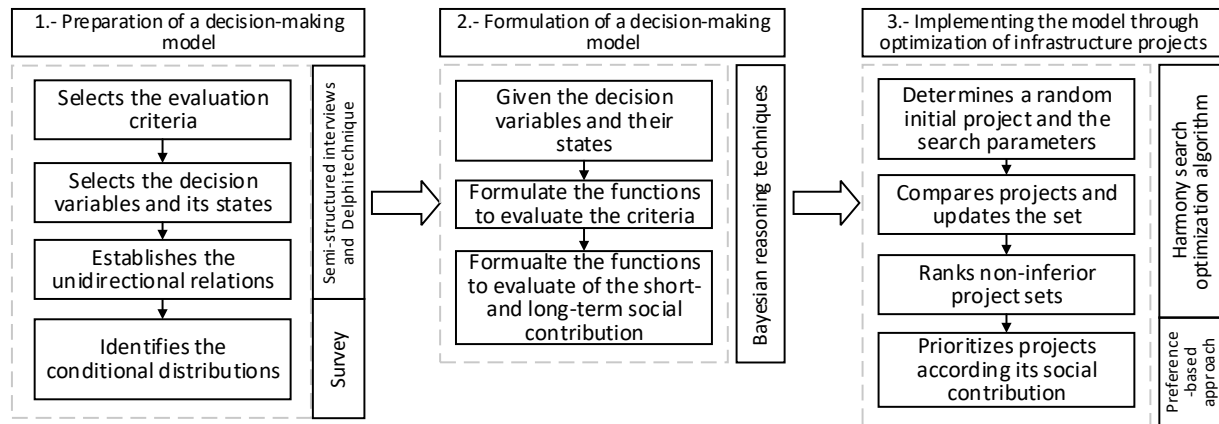 1.- Preparation of a decision-making
model
Selects the evaluation
criteria
Selects the decision
variables and its states
Establishes the
unidirectional relations
Identifies the
conditional distributions
Semi-structured interviews
and Delphi technique
Survey
2.- Formulation of a decision-making
model
Given the decision
variables and their
states
Formulate the functions
to evaluate the criteria
Formualte the functions
to evaluate of the short-
and long-term social
contribution
Bayesian reasoning techniques
3.- Implementing the model through
optimization of infrastructure projects
Determines a random
initial project and the
search parameters
Compares projects and
updates the set
Ranks non-inferior
project sets
Prioritizes projects
according its social
contribution
Harmony search
optimization algorithm
Preference
-based
approach